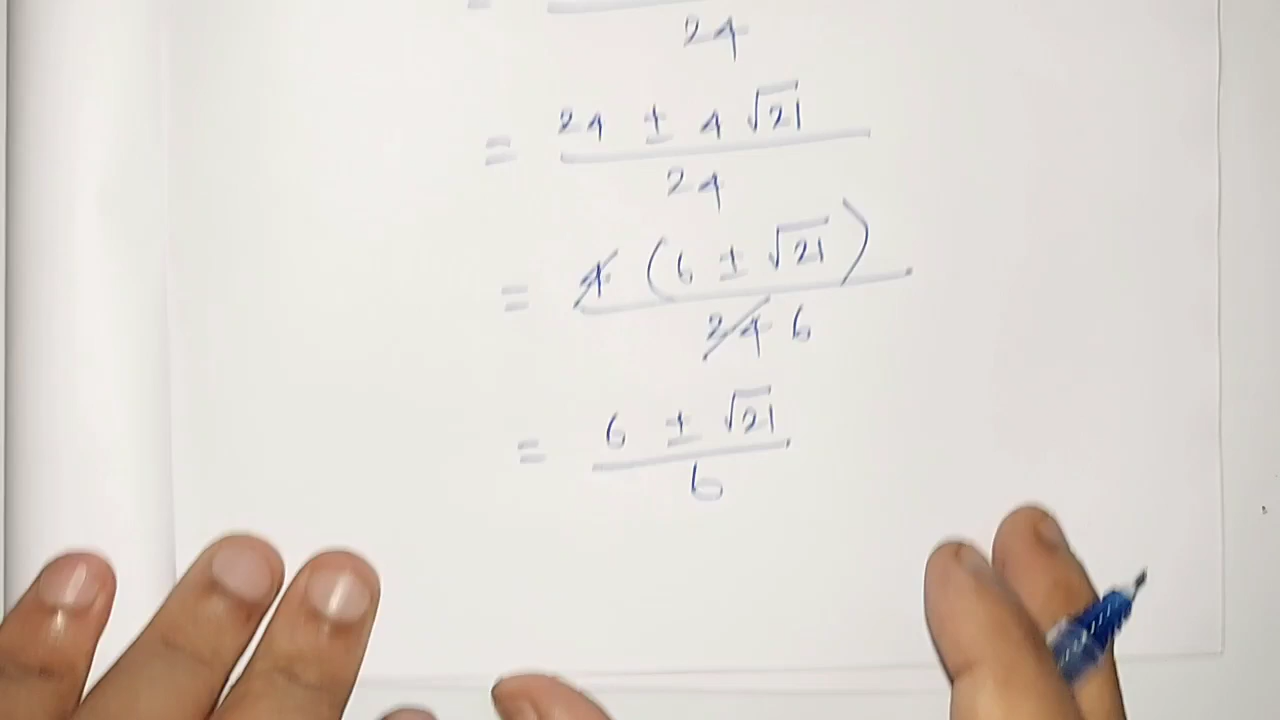 =
24
24 ± 4 √21
=
24
4 (6 ± √21)
=
24 6
6 ± √21
=
6